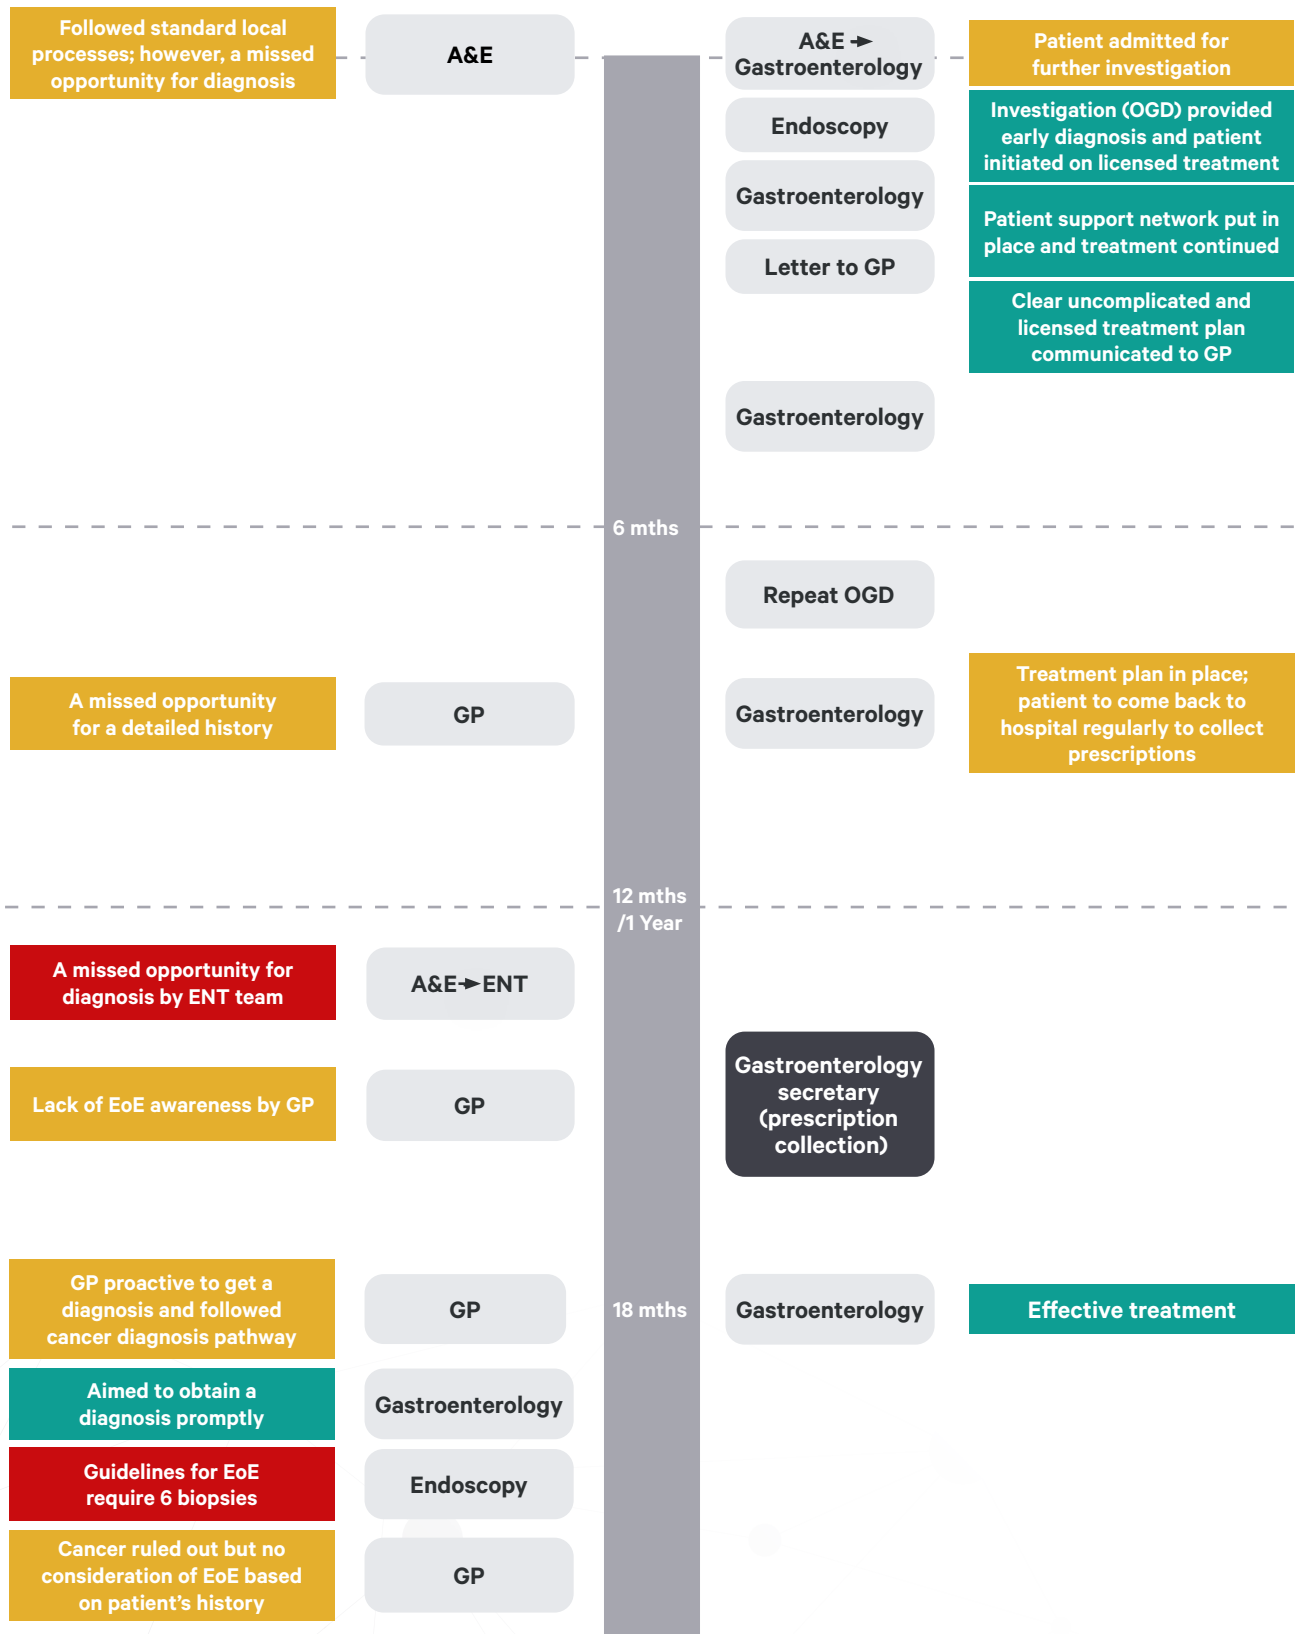 Followed standard local
processes; however, a missed
opportunity for diagnosis
A&E
A&E →
Gastroenterology
Patient admitted for
further investigation
Endoscopy
Investigation (OGD) provided
early diagnosis and patient
initiated on licensed treatment
Gastroenterology
Patient support network put in
place and treatment continued
Letter to GP
Clear uncomplicated and
licensed treatment plan
communicated to GP
Gastroenterology
6 mths
Repeat OGD
A missed opportunity
for a detailed history
GP
Gastroenterology
Treatment plan in place;
patient to come back to
hospital regularly to collect
prescriptions
12 mths
/1 Year
A missed opportunity for
diagnosis by ENT team
A&E→ENT
Lack of EoE awareness by GP
GP
Gastroenterology
secretary
(prescription
collection)
GP proactive to get a
diagnosis and followed
cancer diagnosis pathway
GP
18 mths
Gastroenterology
Effective treatment
Aimed to obtain a
diagnosis promptly
Gastroenterology
Guidelines for EoE
require 6 biopsies
Endoscopy
Cancer ruled out but no
consideration of EoE based
on patient’s history
GP